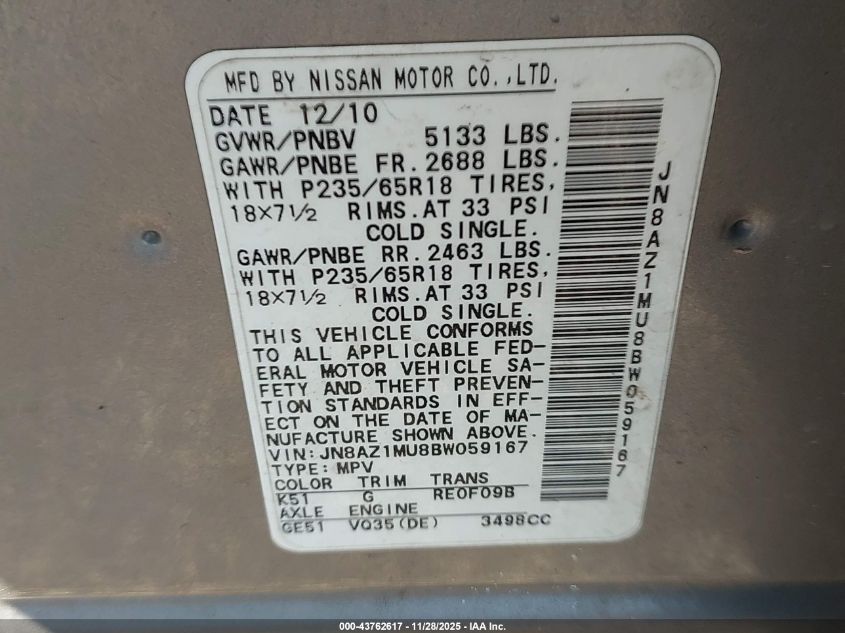 MFD BY NISSAN MOTOR CO.,LTD.
DATE 12/10
GVWR/PNBV 5133 LBS.
GAWR/PNBE FR. 2688 LBS.
WITH P235/65R18 TIRES,
18×7½ RIMS.AT 33 PSI
COLD SINGLE.
GAWR/PNBE RR. 2463 LBS.
WITH P235/65R18 TIRES,
18×7½ RIMS.AT 33 PSI
COLD SINGLE.
THIS VEHICLE CONFORMS
TO ALL APPLICABLE FED-
ERAL MOTOR VEHICLE SA-
FETY AND THEFT PREVEN-
TION STANDARDS IN EFF-
ECT ON THE DATE OF MA-
NUFACTURE SHOWN ABOVE.
VIN:JN8AZ1MU8BW059167
TYPE:MPV
COLOR TRIM TRANS
K51 G RE0F09B
AXLE ENGINE
GE51 VQ35(DE) 3498CC
JN8AZ1MU8BW059167
000-43762617 - 11/28/2025 - IAA Inc.